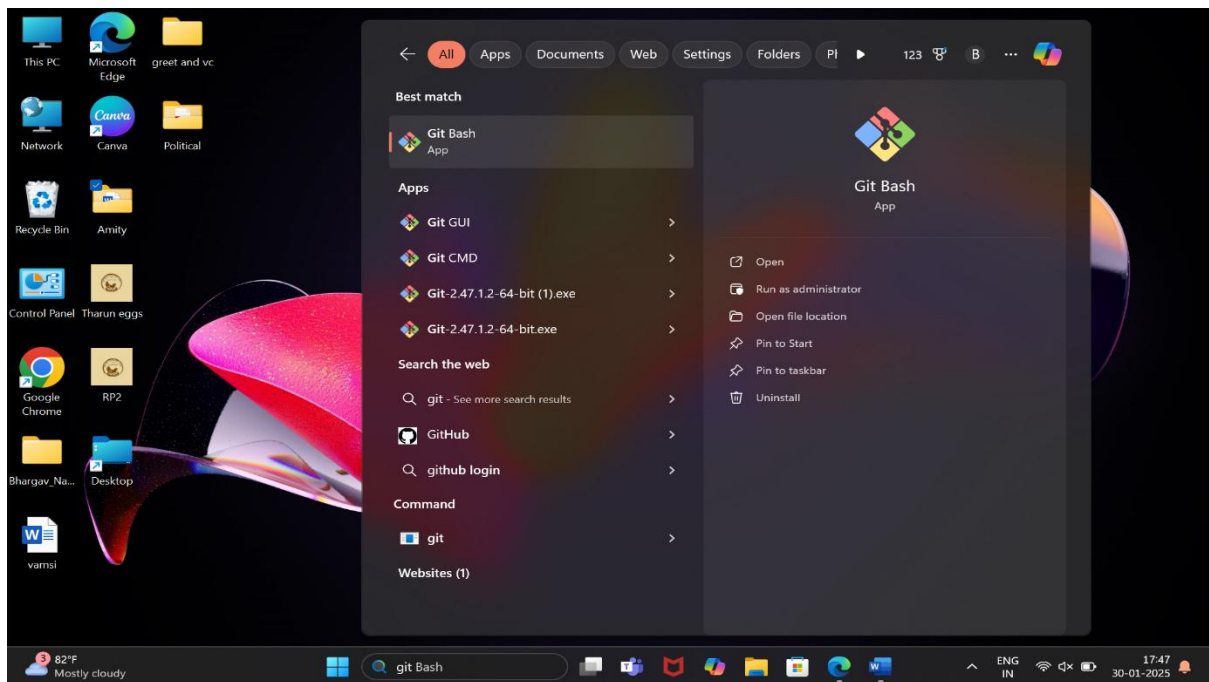 This PC
Microsoft
Edge
greet and vc
Network
Canva
Canva
Political
Recycle Bin
Amity
Control Panel
Tharun eggs
Google
Chrome
RP2
Bhargav_Na...
Desktop
W
vamsi
All
Apps
Documents
Web
Settings
Folders
123
B
...
Best match
Git Bash
App
Apps
Git GUI
Git CMD
Git-2.47.1.2-64-bit (1).exe
Git-2.47.1.2-64-bit.exe
Search the web
git - See more search results
GitHub
github login
Command
git
Websites (1)
Git Bash
App
Open
Run as administrator
Open file location
Pin to Start
Pin to taskbar
Uninstall
3
82°F
Mostly cloudy
git Bash
ENG
IN
17:47
30-01-2025